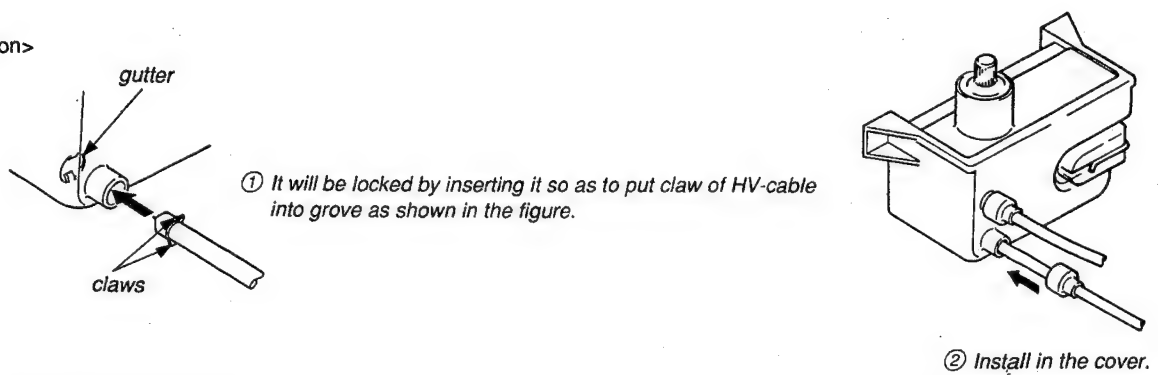 on>
gutter
① It will be locked by inserting it so as to put claw of HV-cable
into grove as shown in the figure.
claws
② Install in the cover.